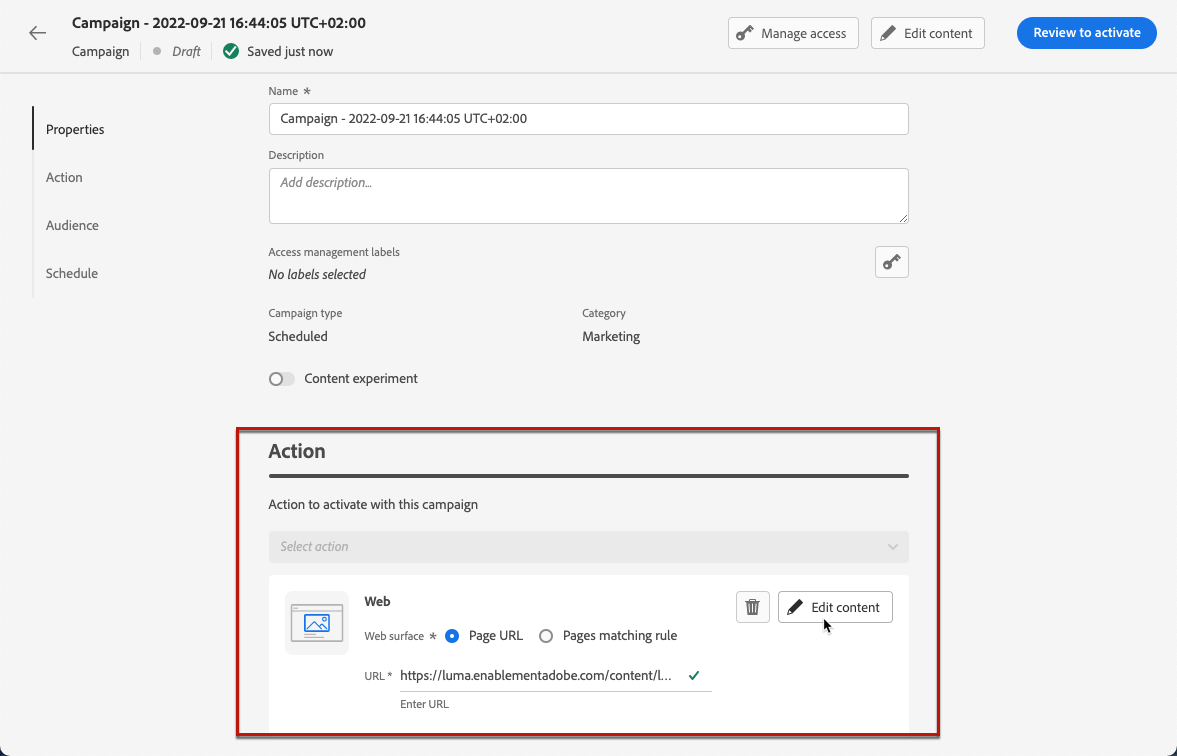 Campaign - 2022-09-21 16:44:05 UTC+02:00
Campaign Draft Saved just now
Manage access
Edit content
Review to activate
Properties
Action
Audience
Schedule
Name *
Campaign - 2022-09-21 16:44:05 UTC+02:00
Description
Add description...
Access management labels
No labels selected
Campaign type
Scheduled
Category
Marketing
Content experiment
Action
Action to activate with this campaign
Select action
Web
Edit content
Web surface * Page URL Pages matching rule
URL * https://luma.enablementadobe.com/content/l...
Enter URL